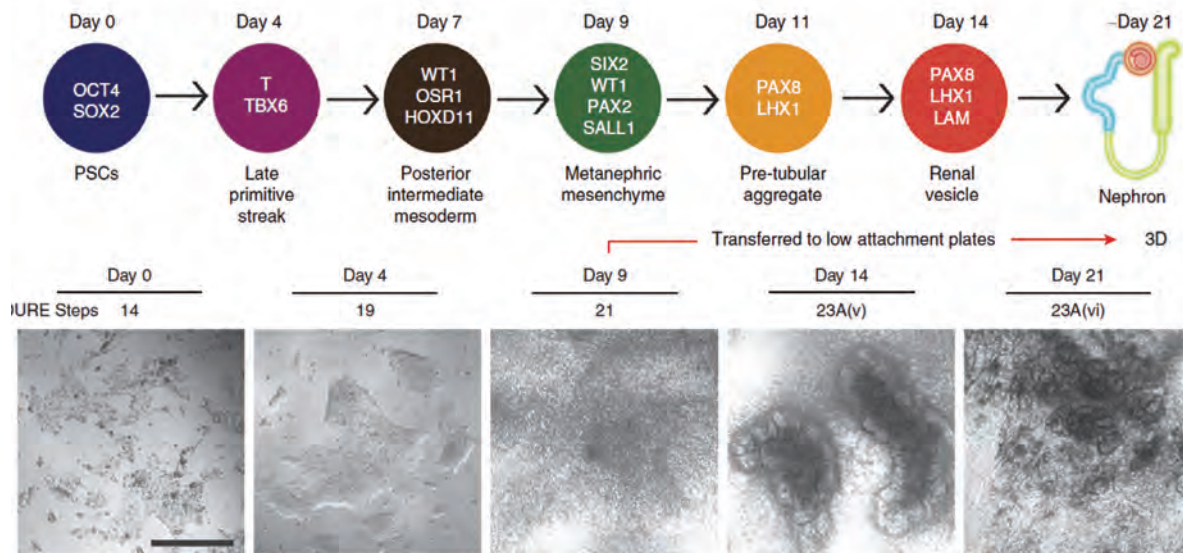 Day 0
Day 4
Day 7
Day 9
Day 11
Day 14
~Day 21
OCT4
SOX2
T
TBX6
WT1
OSR1
HOXD11
SIX2
WT1
PAX2
SALL1
PAX8
LHX1
PAX8
LHX1
LAM
PSCs
Late
primitive
streak
Posterior
intermediate
mesoderm
Metanephric
mesenchyme
Pre-tubular
aggregate
Renal
vesicle
Nephron
Transferred to low attachment plates
3D
Day 0
Day 4
Day 9
Day 14
Day 21
DURE Steps 14 19 21 23A(v) 23A(vi)